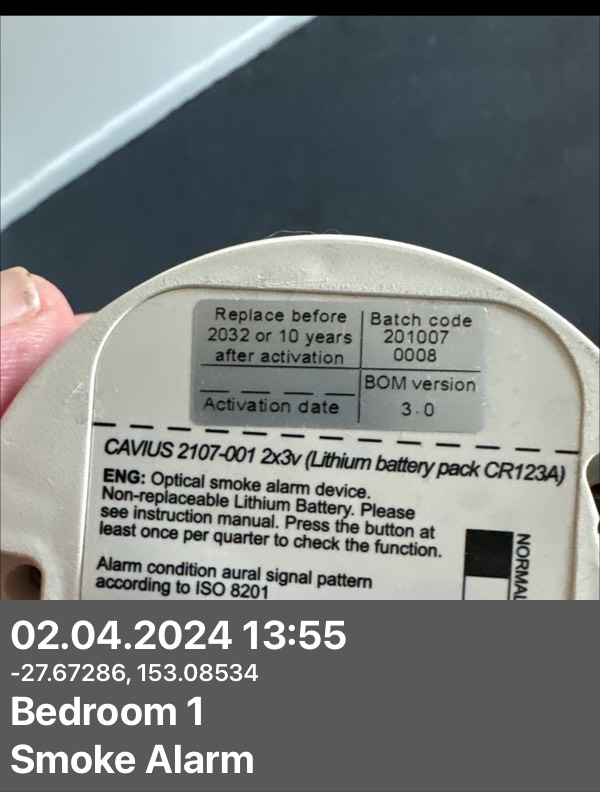 Replace before
2032 or 10 years
after activation
Activation date
Batch code
201007
0008
BOM version
3.0
CAVIUS 2107-001 2x3v (Lithium battery pack CR123A)
ENG: Optical smoke alarm device.
Non-replaceable Lithium Battery. Please
see instruction manual. Press the button at
least once per quarter to check the function.
Alarm condition aural signal pattern
according to ISO 8201
NORMAL
02.04.2024 13:55
-27.67286, 153.08534
Bedroom 1
Smoke Alarm